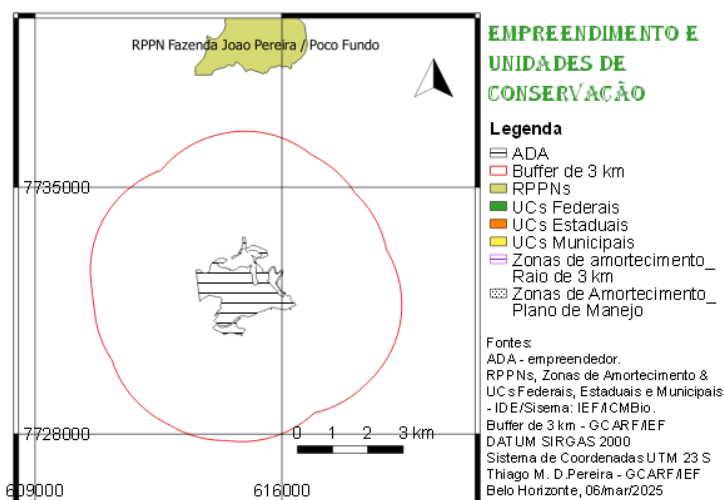 RPPN Fazenda Joao Pereira / Poco Fundo
7735000
7728000
0 1 2 3 km
609000
616000
EMPREENDIMENTO E
UNIDADES DE
CONSERVAÇÃO
Legenda
ADA
Buffer de 3 km
RPPNs
UCs Federais
UCs Estaduais
UCs Municipais
Zonas de amortecimento_
Raio de 3 km
Zonas de Amortecimento_
Plano de Manejo
Fontes:
ADA - empreendedor.
RPPNs, Zonas de Amortecimento &
UCs Federais, Estaduais e Municipais
- IDE/Sisema: IEF/ICMBio.
Buffer de 3 km - GCARF/IEF
DATUM SIRGAS 2000
Sistema de Coordenadas UTM 23 S
Thiago M. D.Pereira - GCARF/IEF
Belo Horizonte, 06/mar/2025